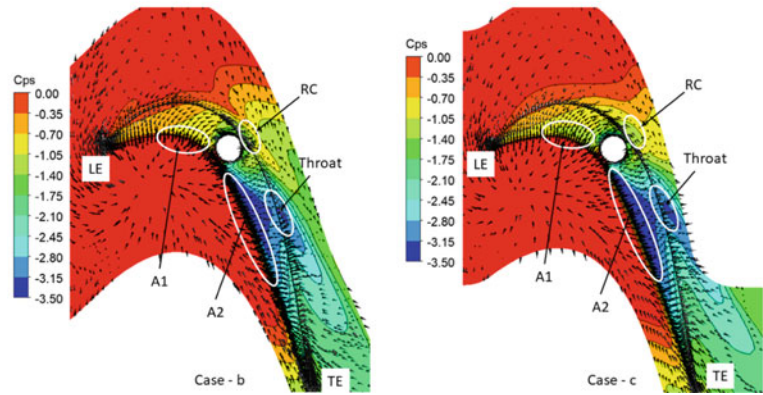 Cps
0.00
-0.35
-0.70
-1.05
-1.40
-1.75
-2.10
-2.45
-2.80
-3.15
-3.50
RC
Throat
LE
A1
A2
TE
Case - b
Cps
0.00
-0.35
-0.70
-1.05
-1.40
-1.75
-2.10
-2.45
-2.80
-3.15
-3.50
RC
Throat
LE
A1
A2
TE
Case - c